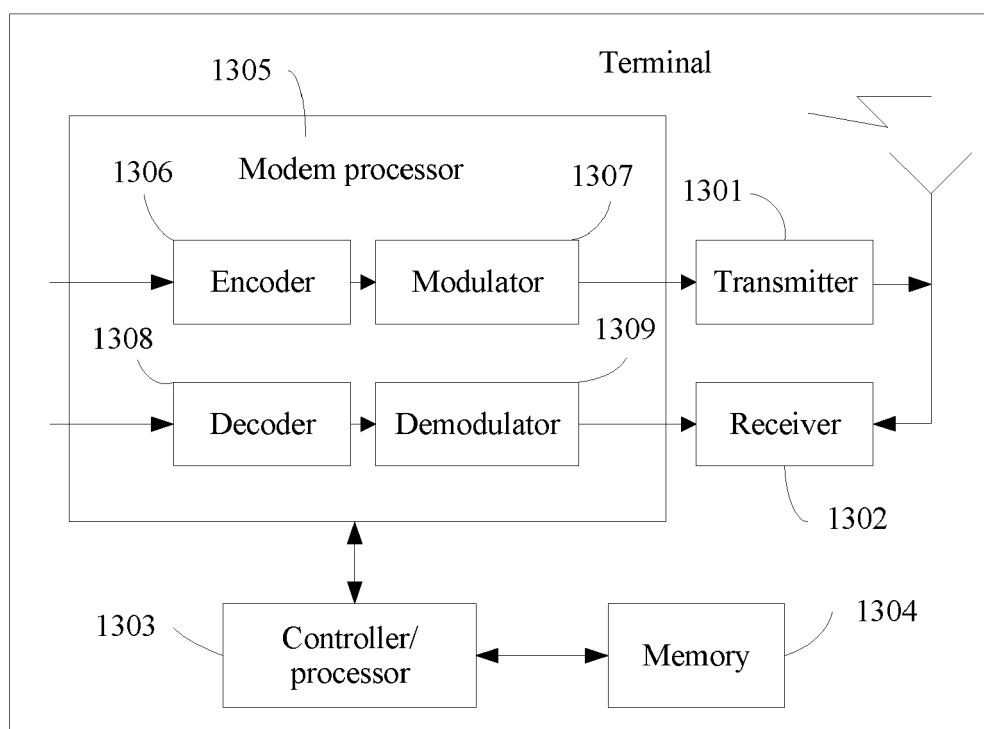 Terminal
1305
Modem processor
1306
1307
1301
Encoder
Modulator
Transmitter
1308
1309
Decoder
Demodulator
Receiver
1302
1303
Controller/
processor
Memory
1304